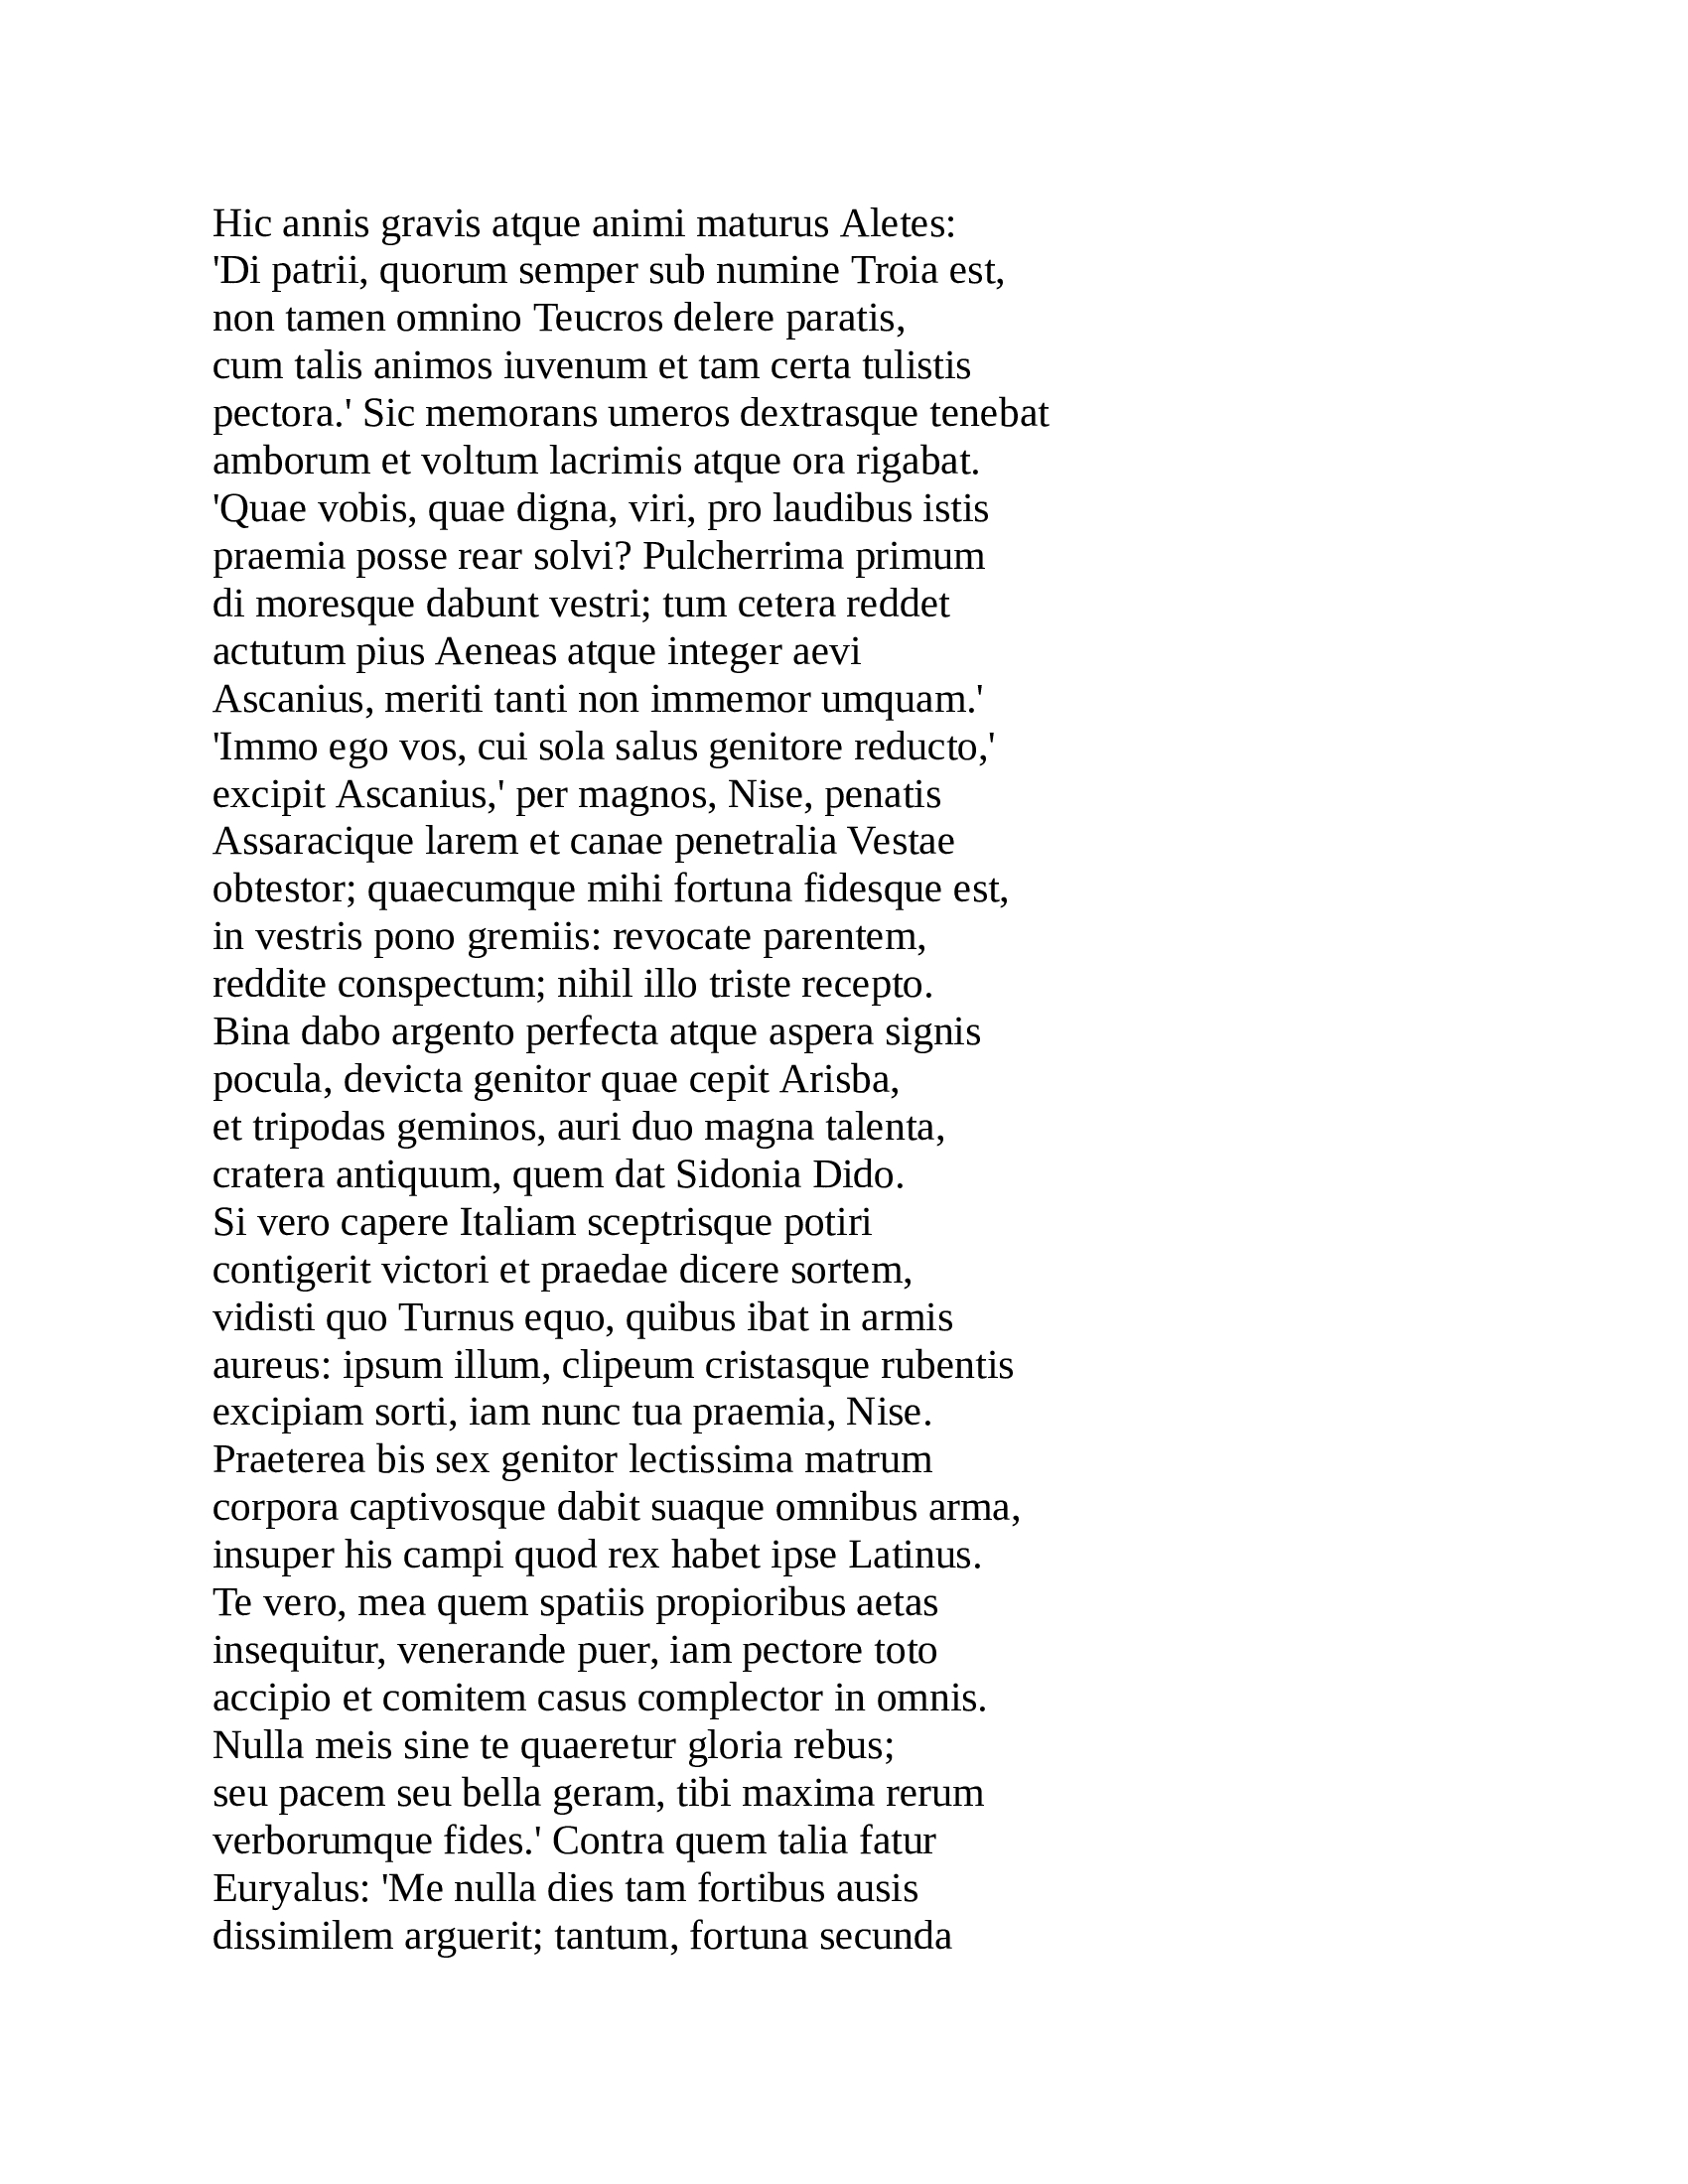 Hic annis gravis atque animi maturus Aletes:
'Di patrii, quorum semper sub numine Troia est,
non tamen omnino Teucros delere paratis,
cum talis animos iuvenum et tam certa tulistis
pectora.' Sic memorans umeros dextrasque tenebat
amborum et voltum lacrimis atque ora rigabat.
'Quae vobis, quae digna, viri, pro laudibus istis
praemia posse rear solvi? Pulcherrima primum
di moresque dabunt vestri; tum cetera reddet
actutum pius Aeneas atque integer aevi
Ascanius, meriti tanti non immemor umquam.'
'Immo ego vos, cui sola salus genitore reducto,'
excipit Ascanius,' per magnos, Nise, penatis
Assaracique larem et canae penetralia Vestae
obtestor; quaecumque mihi fortuna fidesque est,
in vestris pono gremiis: revocate parentem,
reddite conspectum; nihil illo triste recepto.
Bina dabo argento perfecta atque aspera signis
pocula, devicta genitor quae cepit Arisba,
et tripodas geminos, auri duo magna talenta,
cratera antiquum, quem dat Sidonia Dido.
Si vero capere Italiam sceptrisque potiri
contigerit victori et praedae dicere sortem,
vidisti quo Turnus equo, quibus ibat in armis
aureus: ipsum illum, clipeum cristasque rubentis
excipiam sorti, iam nunc tua praemia, Nise.
Praeterea bis sex genitor lectissima matrum
corpora captivosque dabit suaque omnibus arma,
insuper his campi quod rex habet ipse Latinus.
Te vero, mea quem spatiis propioribus aetas
insequitur, venerande puer, iam pectore toto
accipio et comitem casus complector in omnis.
Nulla meis sine te quaeretur gloria rebus;
seu pacem seu bella geram, tibi maxima rerum
verborumque fides.' Contra quem talia fatur
Euryalus: 'Me nulla dies tam fortibus ausis
dissimilem arguerit; tantum, fortuna secunda